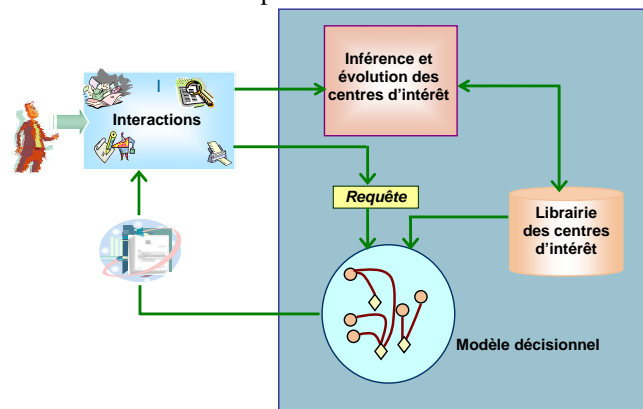 Inférence et
évolution des
centres d'intérêt
Interactions
Requête
Librairie
des centres
d'intérêt
Modèle décisionnel